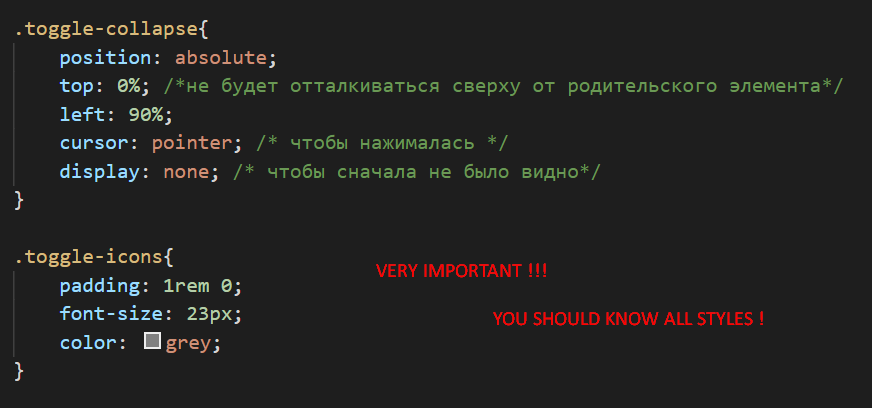 .toggle-collapse{
position: absolute;
top: 0%; /*не будет отталкиваться сверху от родительского элемента*/
left: 90%;
cursor: pointer; /* чтобы нажималась */
display: none; /* чтобы сначала не было видно*/
}
.toggle-icons{
VERY IMPORTANT !!!
padding: 1rem 0;
font-size: 23px;
YOU SHOULD KNOW ALL STYLES !
color: grey;
}